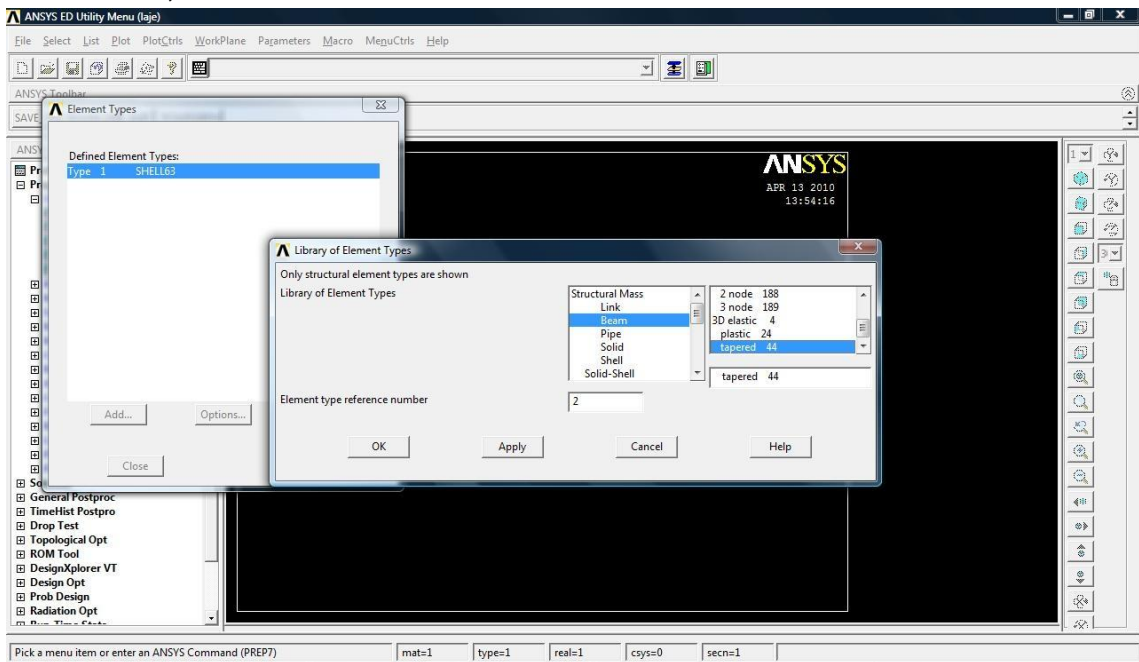 ANSYS ED Utility Menu (laje)
File Select List Plot PlotCtrls WorkPlane Parameters Macro MenuCtrls Help
ANSYS Toolbar
SAVE
Element Types
Defined Element Types:
Type 1 SHELL63
Add... Options...
Close
ANSYS
APR 13 2010
13:54:16
Library of Element Types
Only structural element types are shown
Library of Element Types
Structural Mass
Link
Beam
Pipe
Solid
Shell
Solid-Shell
2 node 188
3 node 189
3D elastic 4
plastic 24
tapered 44
tapered 44
Element type reference number
2
OK Apply Cancel Help
General Postproc
TimeHist Postpro
Drop Test
Topological Opt
ROM Tool
DesignXplorer VT
Design Opt
Prob Design
Radiation Opt
1
3
Pick a menu item or enter an ANSYS Command (PREP7)
mat=1 type=1 real=1 csys=0 secn=1